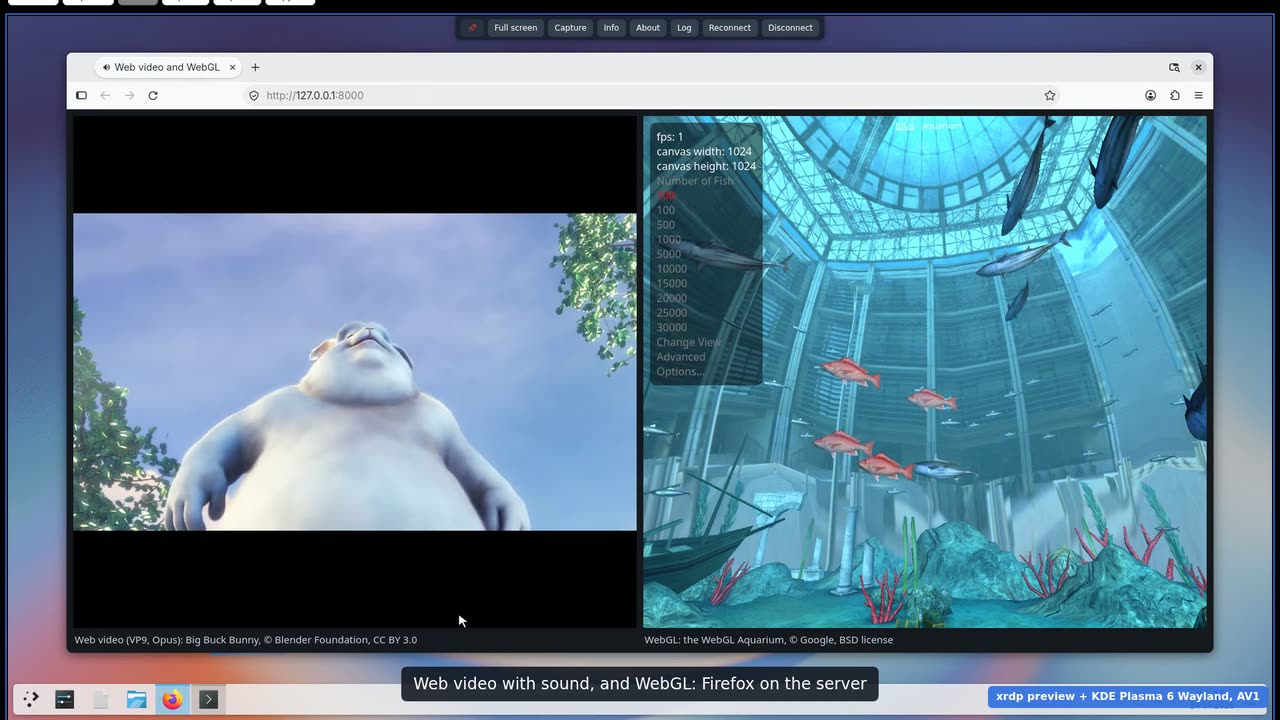 Full screen Capture Info About Log Reconnect Disconnect
Web video and WebGL
http://127.0.0.1:8000
fps: 1
canvas width: 1024
canvas height: 1024
Number of Fish
100
500
1000
5000
10000
15000
20000
25000
30000
Change View
Advanced
Options...
aquarium
Web video (VP9, Opus): Big Buck Bunny, © Blender Foundation, CC BY 3.0
WebGL: the WebGL Aquarium, © Google, BSD license
Web video with sound, and WebGL: Firefox on the server
xrdp preview + KDE Plasma 6 Wayland, AV1